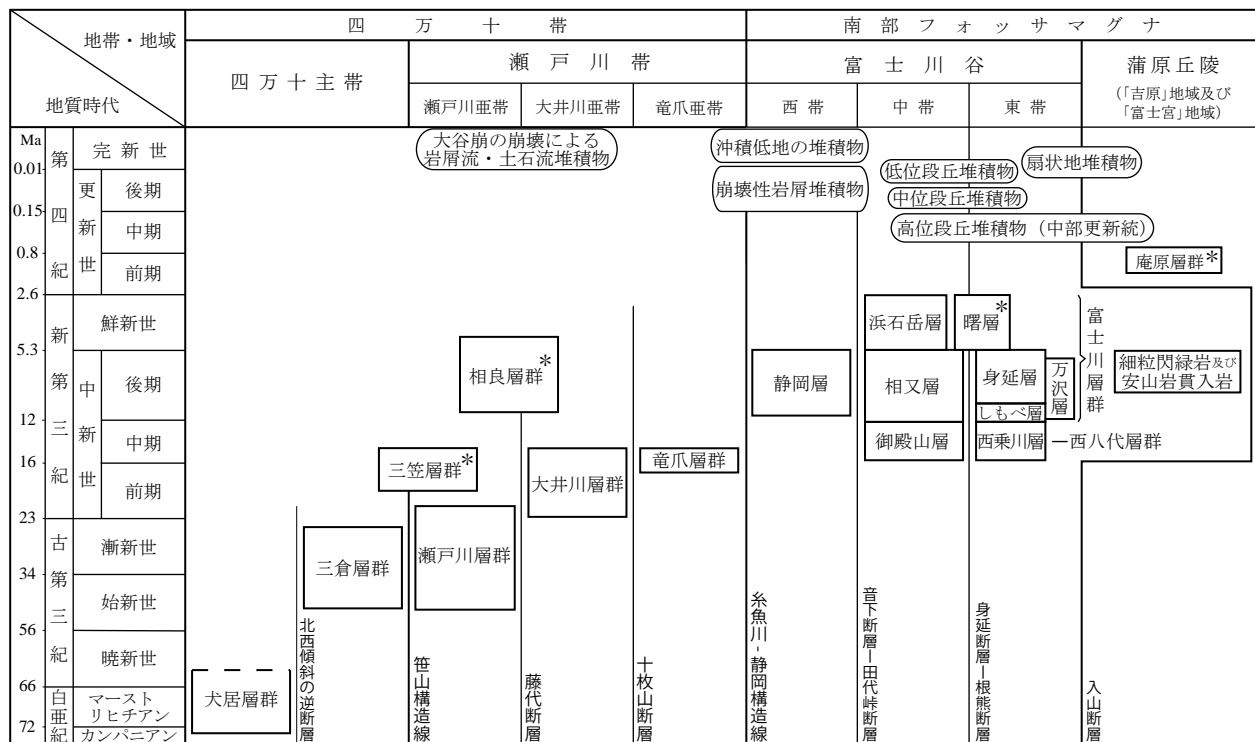 四万十帯
南部フォッサマグナ
地帯・地域
地質時代
四万十主帯
瀬戸川帯
富士川谷
蒲原丘陵
(「吉原」地域及び
「富士宮」地域)
瀬戸川亜帯
大井川亜帯
竜爪亜帯
西帯
中帯
東帯
Ma
0.01
0.15
0.8
2.6
5.3
12
16
23
34
56
66
72
第四紀
完新世
更新世
後期
中期
前期
新第三紀
鮮新世
中新世
後期
中期
前期
古第三紀
漸新世
始新世
暁新世
白亜紀
マースト
リヒチアン
カンパニアン
大谷崩の崩壊による
岩屑流・土石流堆積物
沖積低地の堆積物
崩壊性岩屑堆積物
扇状地堆積物
低位段丘堆積物
中位段丘堆積物
高位段丘堆積物(中部更新統)
庵原層群*
浜石岳層
曙層*
富士川層群
相良層群*
静岡層
相又層
身延層
万沢層
細粒閃緑岩及び
安山岩貫入岩
しもべ層
御殿山層
西乗川層
―西八代層群
三笠層群*
大井川層群
竜爪層群
三倉層群
瀬戸川層群
犬居層群
北西傾斜の逆断層
笹山構造線
藤代断層
十枚山断層
糸魚川-静岡構造線
音下断層―田代峠断層
身延断層―根熊断層
入山断層